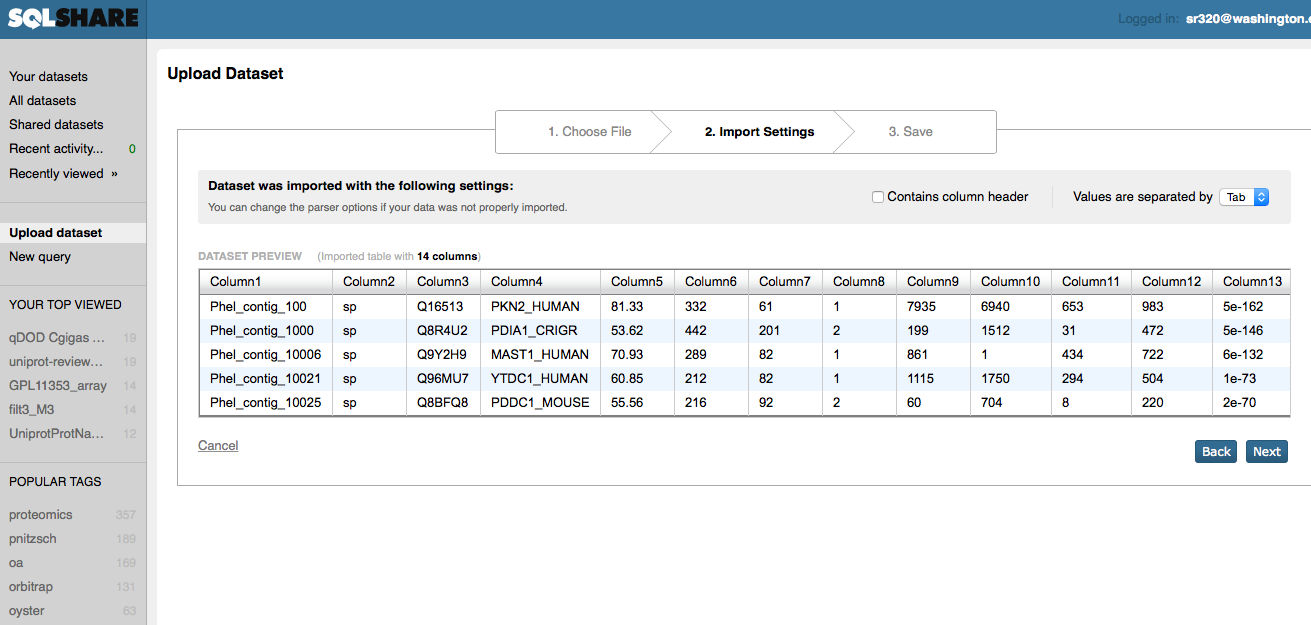 SQLSHARE
Logged in: sr320@washington.
Your datasets
All datasets
Shared datasets
Recent activity... 0
Recently viewed »
Upload dataset
New query
YOUR TOP VIEWED
qDOD Cgigas ... 19
uniprot-review... 19
GPL11353_array 14
filt3_M3 14
UniprotProtNa... 12
POPULAR TAGS
proteomics 357
pnitzsch 189
oa 169
orbitrap 131
oyster 63
Upload Dataset
1. Choose File 2. Import Settings 3. Save
Dataset was imported with the following settings:
You can change the parser options if your data was not properly imported.
Contains column header Values are separated by Tab
DATASET PREVIEW (Imported table with 14 columns)
Column1 Column2 Column3 Column4 Column5 Column6 Column7 Column8 Column9 Column10 Column11 Column12 Column13
Phel_contig_100 sp Q16513 PKN2_HUMAN 81.33 332 61 1 7935 6940 653 983 5e-162
Phel_contig_1000 sp Q8R4U2 PDIA1_CRIGR 53.62 442 201 2 199 1512 31 472 5e-146
Phel_contig_10006 sp Q9Y2H9 MAST1_HUMAN 70.93 289 82 1 861 1 434 722 6e-132
Phel_contig_10021 sp Q96MU7 YTDC1_HUMAN 60.85 212 82 1 1115 1750 294 504 1e-73
Phel_contig_10025 sp Q8BFQ8 PDDC1_MOUSE 55.56 216 92 2 60 704 8 220 2e-70
Cancel
Back Next